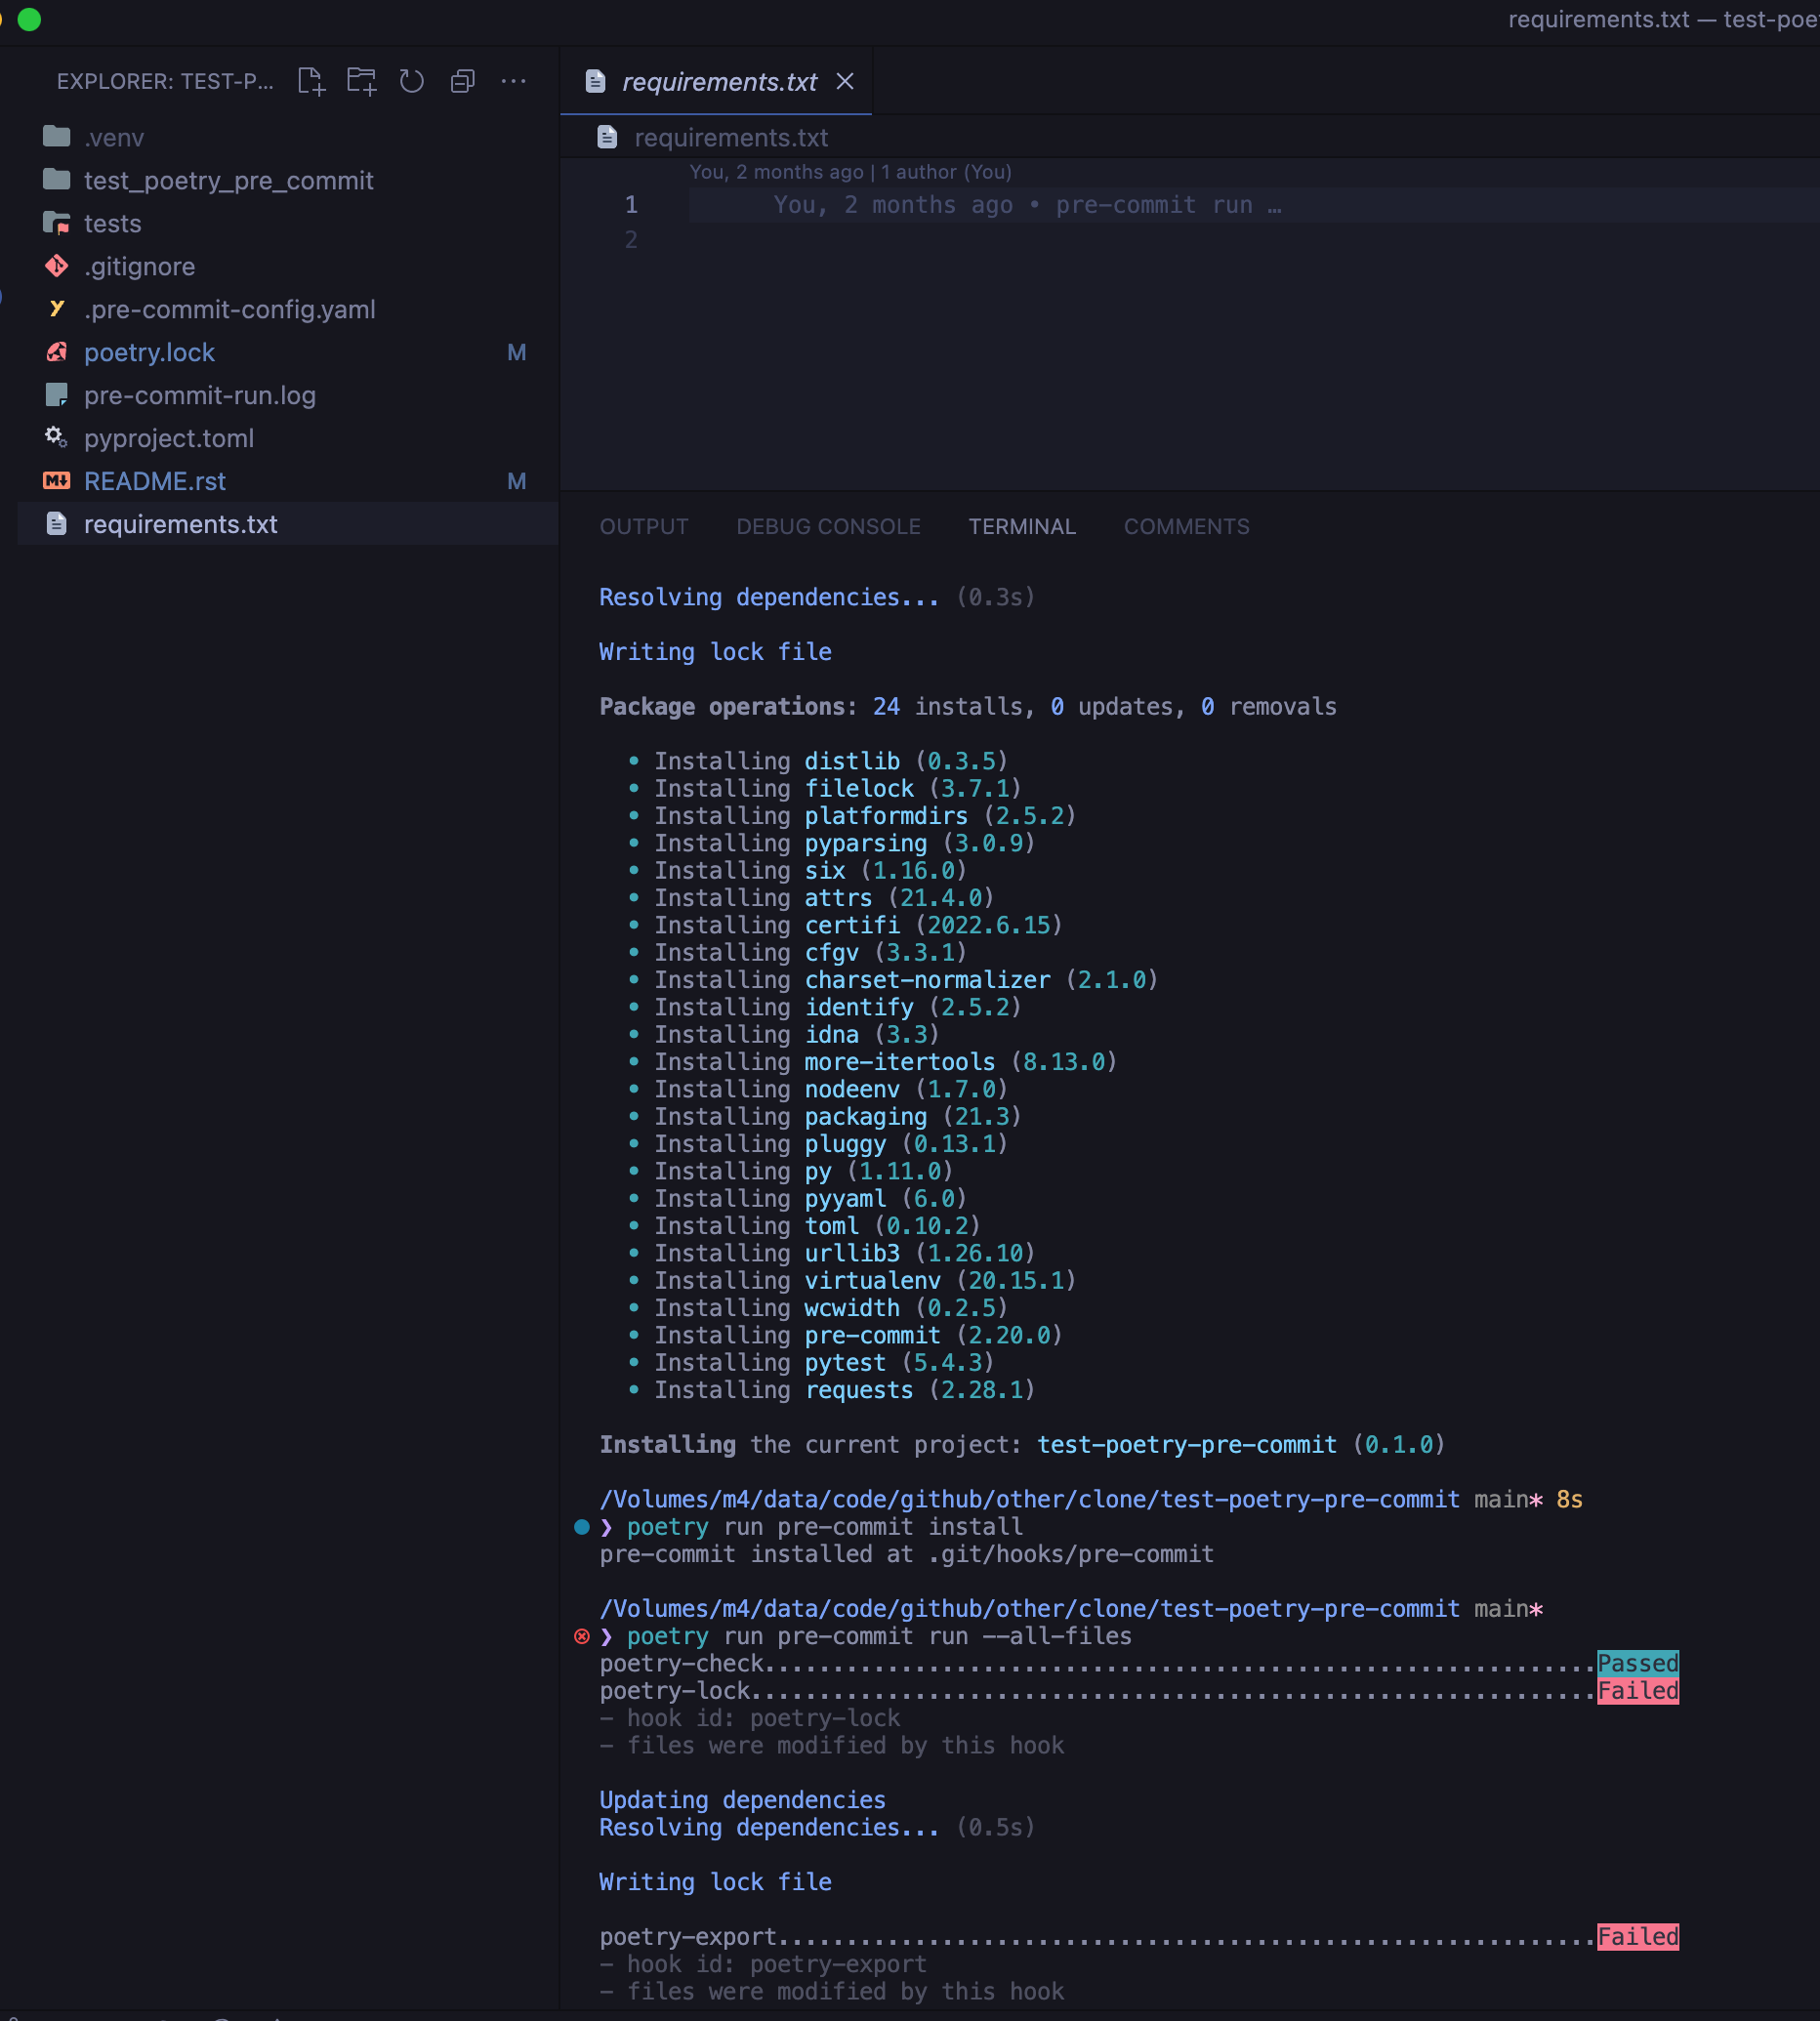 requirements.txt — test-poe
EXPLORER: TEST-P...
.venv
test_poetry_pre_commit
tests
.gitignore
.pre-commit-config.yaml
poetry.lock M
pre-commit-run.log
pyproject.toml
README.rst M
requirements.txt
requirements.txt
requirements.txt
You, 2 months ago | 1 author (You)
1 You, 2 months ago • pre-commit run …
2
OUTPUT DEBUG CONSOLE TERMINAL COMMENTS
Resolving dependencies... (0.3s)
Writing lock file
Package operations: 24 installs, 0 updates, 0 removals
• Installing distlib (0.3.5)
• Installing filelock (3.7.1)
• Installing platformdirs (2.5.2)
• Installing pyparsing (3.0.9)
• Installing six (1.16.0)
• Installing attrs (21.4.0)
• Installing certifi (2022.6.15)
• Installing cfgv (3.3.1)
• Installing charset-normalizer (2.1.0)
• Installing identify (2.5.2)
• Installing idna (3.3)
• Installing more-itertools (8.13.0)
• Installing nodeenv (1.7.0)
• Installing packaging (21.3)
• Installing pluggy (0.13.1)
• Installing py (1.11.0)
• Installing pyyaml (6.0)
• Installing toml (0.10.2)
• Installing urllib3 (1.26.10)
• Installing virtualenv (20.15.1)
• Installing wcwidth (0.2.5)
• Installing pre-commit (2.20.0)
• Installing pytest (5.4.3)
• Installing requests (2.28.1)
Installing the current project: test-poetry-pre-commit (0.1.0)
/Volumes/m4/data/code/github/other/clone/test-poetry-pre-commit main* 8s
❯ poetry run pre-commit install
pre-commit installed at .git/hooks/pre-commit
/Volumes/m4/data/code/github/other/clone/test-poetry-pre-commit main*
❯ poetry run pre-commit run --all-files
poetry-check.............................................................Passed
poetry-lock..............................................................Failed
- hook id: poetry-lock
- files were modified by this hook
Updating dependencies
Resolving dependencies... (0.5s)
Writing lock file
poetry-export............................................................Failed
- hook id: poetry-export
- files were modified by this hook